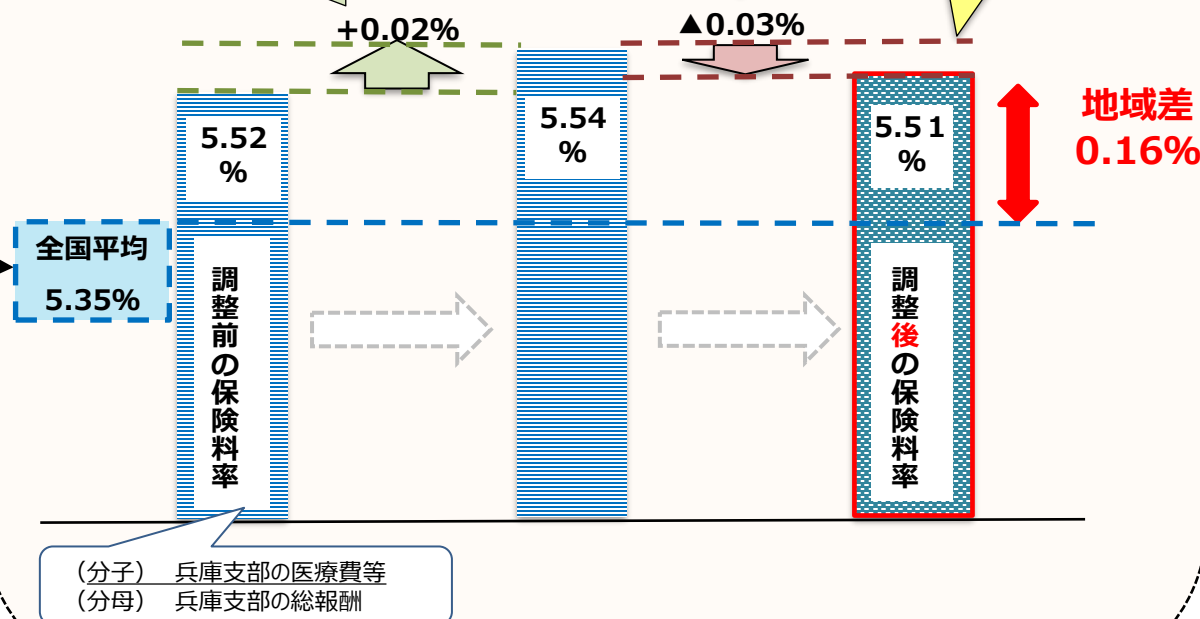 +0.02%
▲0.03%
5.52
%
5.54
%
5.5１
%
地域差
0.16%
全国平均
5.35%
調整前の保険料率
調整後の保険料率
（分子） 兵庫支部の医療費等
（分母） 兵庫支部の総報酬